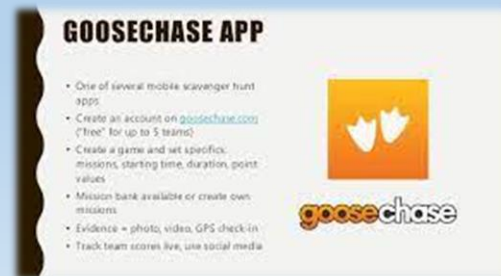 GOOSECHASE APP
• One of several mobile scavenger hunt
apps
• Create an account on goosechase.com
("free" for up to 5 teams)
• Create a game and set specifics:
missions, starting time, duration, point
values
• Mission bank available or create own
missions
• Evidence = photo, video, GPS check-in
• Track team scores live, use social media
goosechase